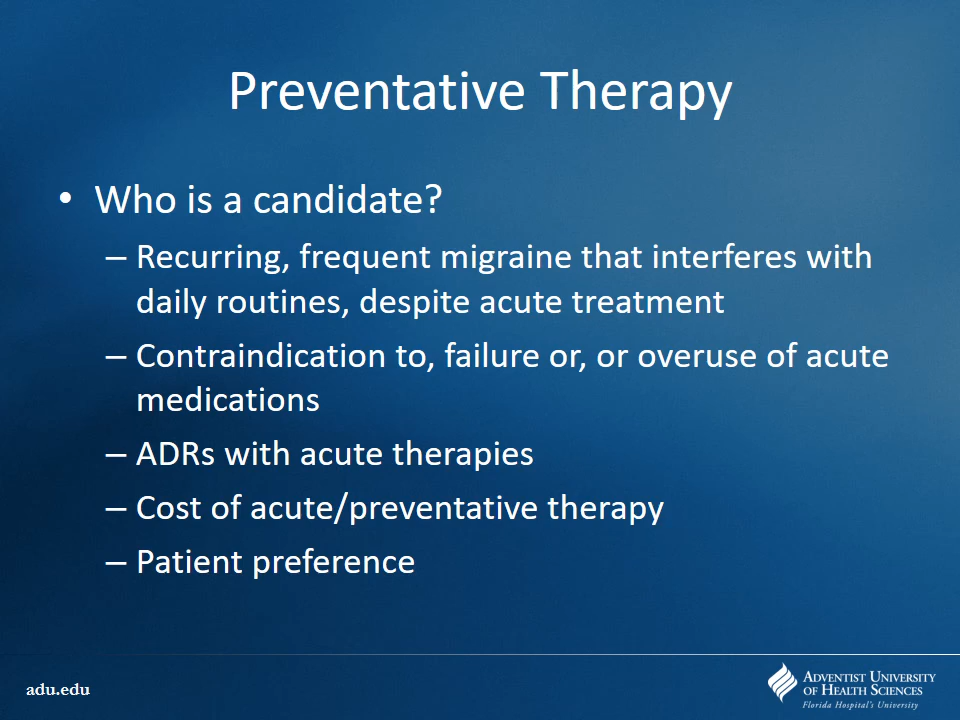 Preventative Therapy
• Who is a candidate?
– Recurring, frequent migraine that interferes with
daily routines, despite acute treatment
– Contraindication to, failure or, or overuse of acute
medications
– ADRs with acute therapies
– Cost of acute/preventative therapy
– Patient preference
adu.edu
ADVENTIST UNIVERSITY
OF HEALTH SCIENCES
Florida Hospital's University